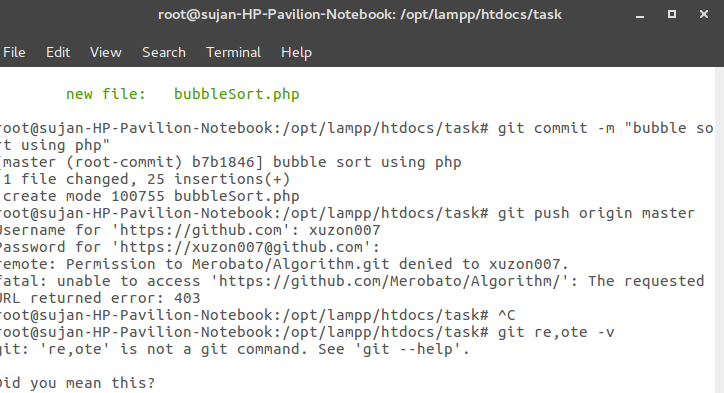 root@sujan-HP-Pavilion-Notebook: /opt/lampp/htdocs/task
File Edit View Search Terminal Help
new file: bubbleSort.php
root@sujan-HP-Pavilion-Notebook:/opt/lampp/htdocs/task# git commit -m "bubble so
rt using php"
[master (root-commit) b7b1846] bubble sort using php
1 file changed, 25 insertions(+)
create mode 100755 bubbleSort.php
root@sujan-HP-Pavilion-Notebook:/opt/lampp/htdocs/task# git push origin master
Username for 'https://github.com': xuzon007
Password for 'https://xuzon007@github.com':
remote: Permission to Merobato/Algorithm.git denied to xuzon007.
fatal: unable to access 'https://github.com/Merobato/Algorithm/': The requested
URL returned error: 403
root@sujan-HP-Pavilion-Notebook:/opt/lampp/htdocs/task# ^C
root@sujan-HP-Pavilion-Notebook:/opt/lampp/htdocs/task# git re,ote -v
git: 're,ote' is not a git command. See 'git --help'.
Did you mean this?